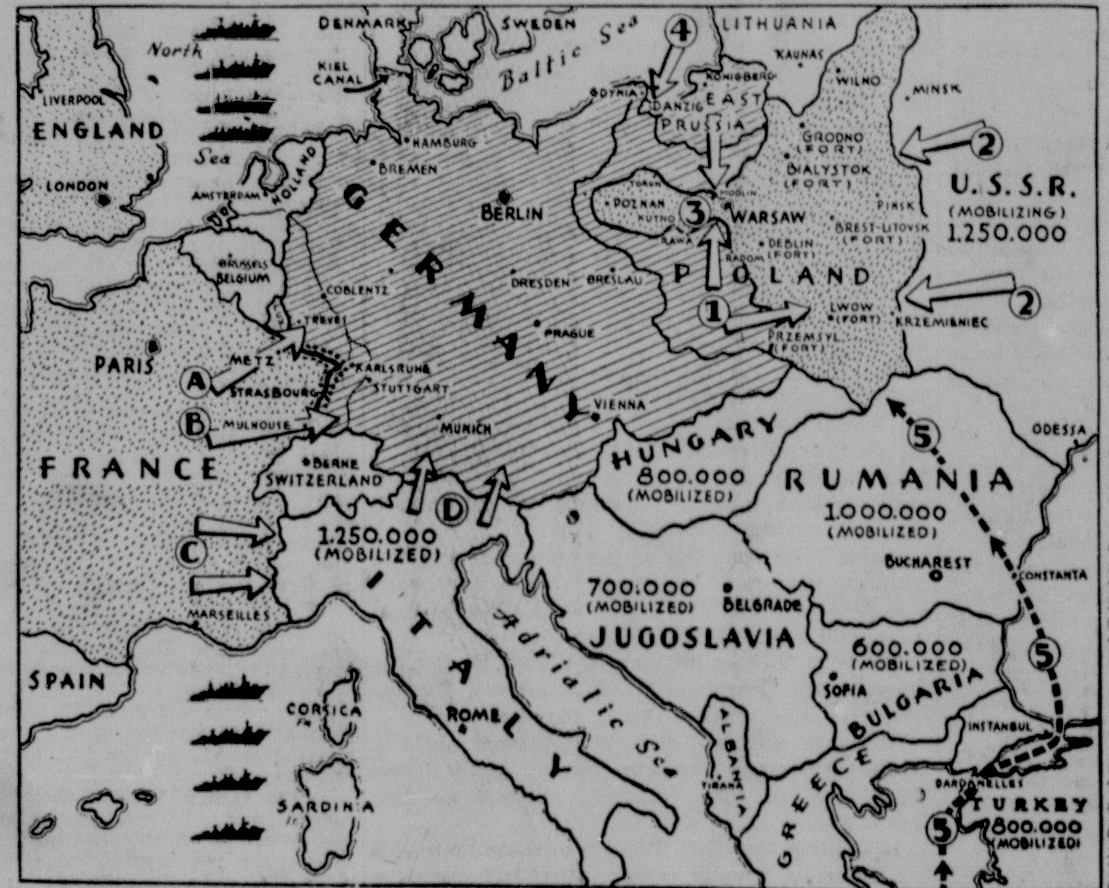 DENMARK
SWEDEN
LITHUANIA
North
Sea
Baltic Sea
④
KAUNAS
WILNO
KIEL
CANAL
KÖNIGBERG
GDYNIA
DANZIG
EAST
PRUSSIA
MINSK
LIVERPOOL
ENGLAND
LONDON
HAMBURG
BREMEN
HOLLAND
AMSTERDAM
GRODNO
(FORT)
BIALYSTOK
(FORT)
②
U.S.S.R.
(MOBILIZING)
1.250.000
GERMANY
BERLIN
TORUN
POZNAN
KUTNO
③
MODLIN
WARSAW
RAWA
PINSK
BREST-LITOVSK
(FORT)
DEBLIN
(FORT)
RADOM
POLAND
BRUSSELS
BELGIUM
COBLENTZ
DRESDEN
BRESLAU
②
TREVES
PRAGUE
①
LWOW
(FORT)
KRZEMIENIEC
PRZEMSYL
(FORT)
PARIS
METZ
A
KARLSRUHE
STRASBOURG
STUTTGART
B
MULHOUSE
MUNICH
VIENNA
FRANCE
BERNE
SWITZERLAND
HUNGARY
800.000
(MOBILIZED)
⑤
ODESSA
RUMANIA
1.000.000
(MOBILIZED)
BUCHAREST
CONSTANTA
D
1.250.000
(MOBILIZED)
C
MARSEILLES
ITALY
700.000
(MOBILIZED)
BELGRADE
JUGOSLAVIA
Adriatic Sea
600.000
(MOBILIZED)
SOFIA
BULGARIA
⑤
SPAIN
CORSICA
ROME
SARDINIA
ALBANIA
TIRANA
GREECE
INSTANBUL
DARDANELLES
TURKEY
800.000
(MOBILIZED)
⑤